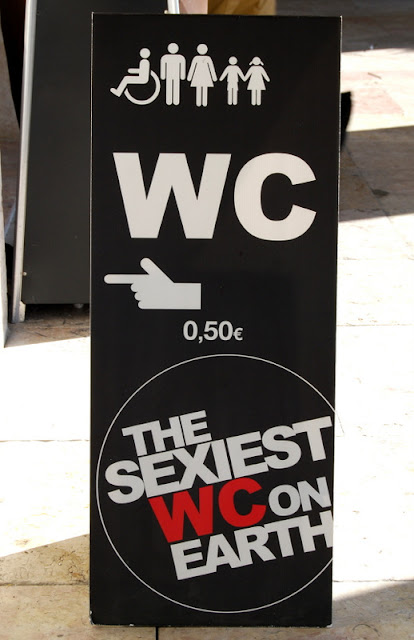 WC
0,50€
THE
SEXIEST
WC ON
EARTH